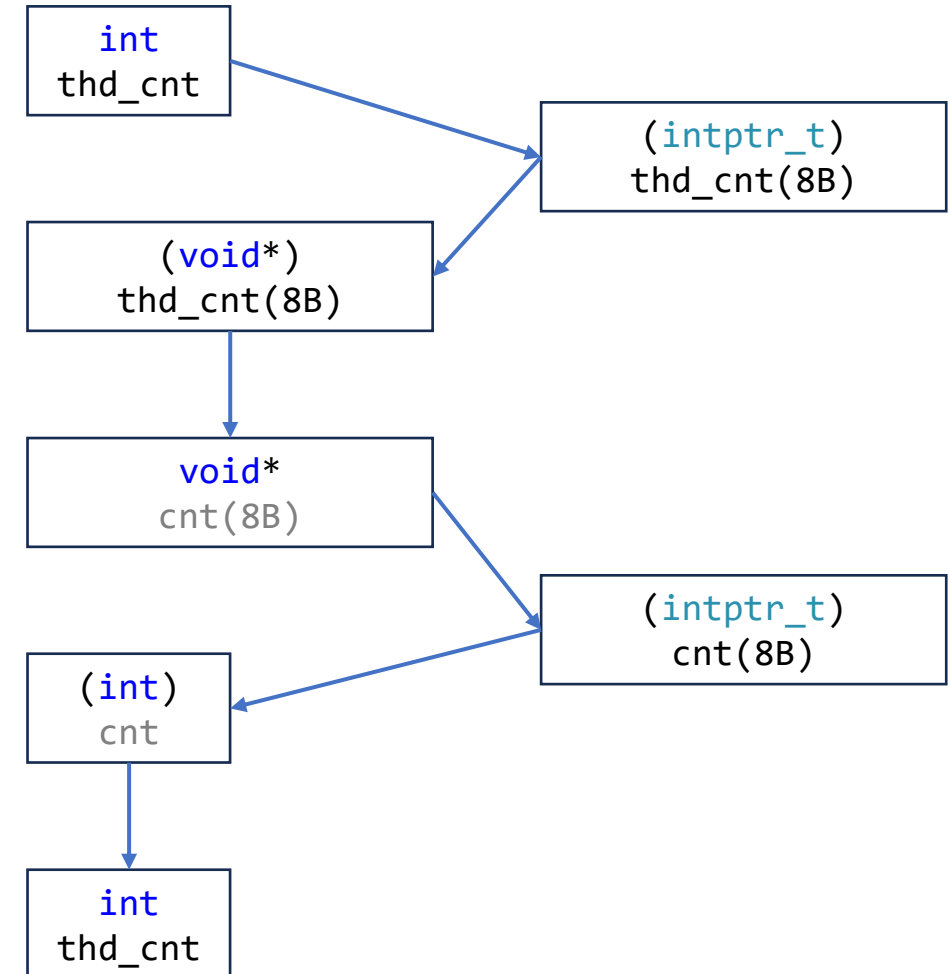 int
thd_cnt
(intptr_t)
thd_cnt(8B)
(void*)
thd_cnt(8B)
void*
cnt(8B)
(intptr_t)
cnt(8B)
(int)
cnt
int
thd_cnt